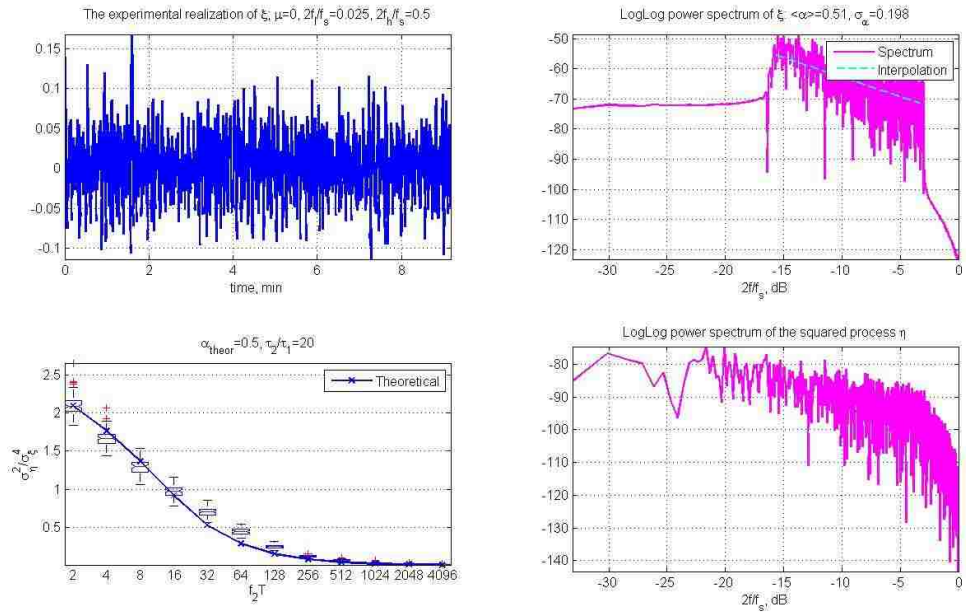 The experimental realization of ξ; μ=0, 2f_l/f_s=0.025, 2f_h/f_s=0.5
0.15
0.1
0.05
0
-0.05
-0.1
0 2 4 6 8
time, min
LogLog power spectrum of ξ: <α>=0.51, σ_α=0.198
Spectrum
Interpolation
-50
-60
-70
-80
-90
-100
-110
-120
-30 -25 -20 -15 -10 -5 0
2f/f_s, dB
α_theor=0.5, τ_2/τ_1=20
Theoretical
σ_η^2/σ_ξ^4
2.5
2
1.5
1
0.5
2 4 8 16 32 64 128 256 512 1024 2048 4096
f_2T
LogLog power spectrum of the squared process η
-80
-90
-100
-110
-120
-130
-140
-30 -25 -20 -15 -10 -5 0
2f/f_s, dB